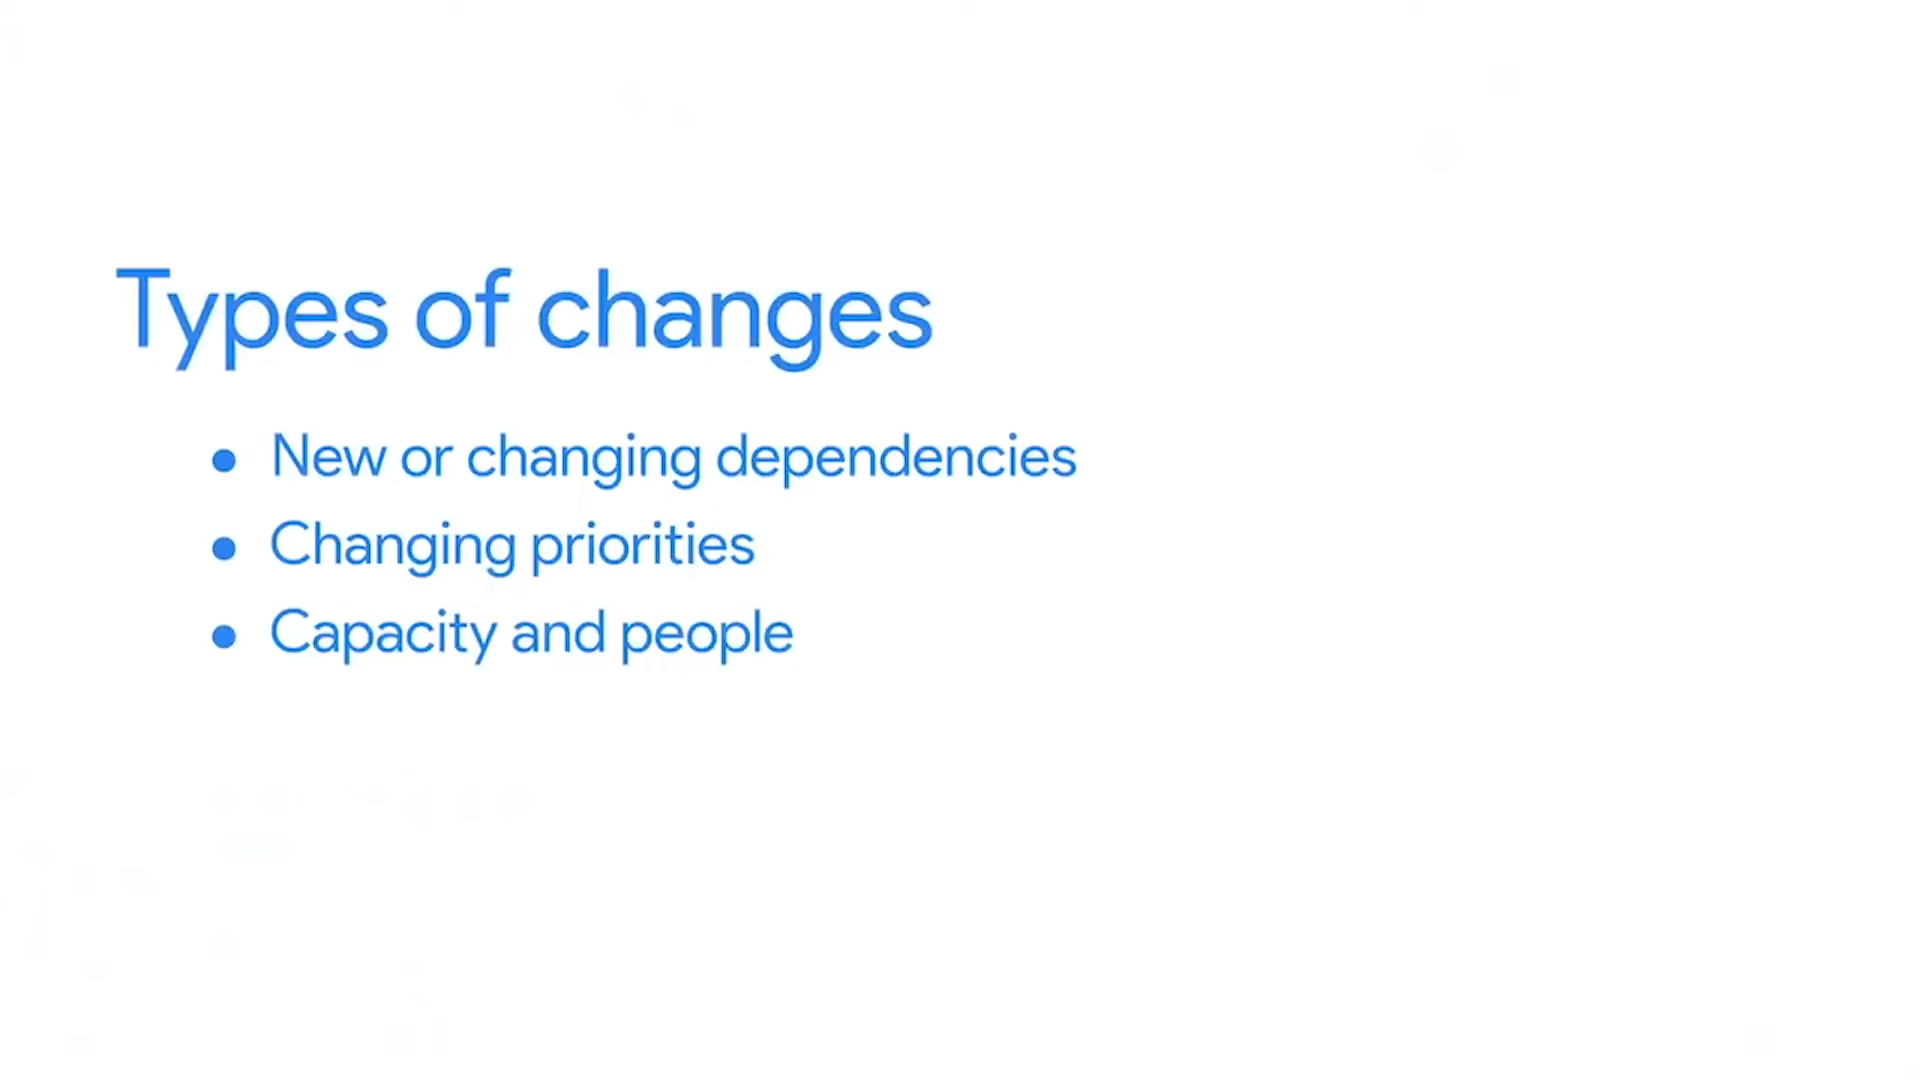 Types of changes
● New or changing dependencies
● Changing priorities
● Capacity and people